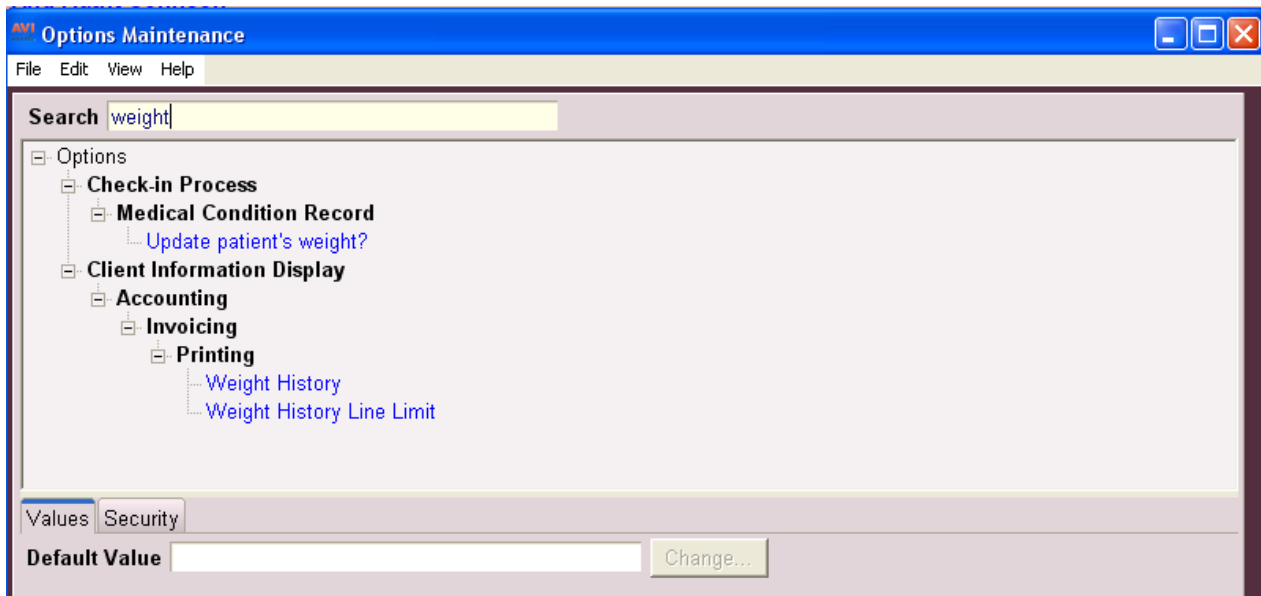 AVI Options Maintenance
File Edit View Help
Search weight
Options
Check-in Process
Medical Condition Record
Update patient's weight?
Client Information Display
Accounting
Invoicing
Printing
Weight History
Weight History Line Limit
Values Security
Default Value Change...